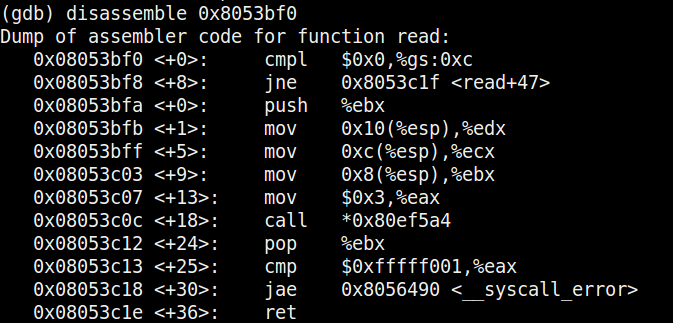 (gdb) disassemble 0x8053bf0
Dump of assembler code for function read:
   0x08053bf0 <+0>:     cmpl   $0x0,%gs:0xc
   0x08053bf8 <+8>:     jne    0x8053c1f <read+47>
   0x08053bfa <+0>:     push   %ebx
   0x08053bfb <+1>:     mov    0x10(%esp),%edx
   0x08053bff <+5>:     mov    0xc(%esp),%ecx
   0x08053c03 <+9>:     mov    0x8(%esp),%ebx
   0x08053c07 <+13>:    mov    $0x3,%eax
   0x08053c0c <+18>:    call   *0x80ef5a4
   0x08053c12 <+24>:    pop    %ebx
   0x08053c13 <+25>:    cmp    $0xfffff001,%eax
   0x08053c18 <+30>:    jae    0x8056490 <__syscall_error>
   0x08053c1e <+36>:    ret